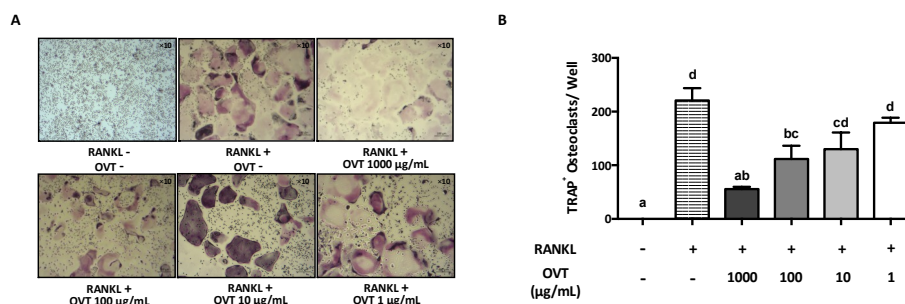 A
×10
×10
×10
RANKL -
OVT -
RANKL +
OVT -
RANKL +
OVT 1000 µg/mL
×10
×10
×10
RANKL +
OVT 100 µg/mL
RANKL +
OVT 10 µg/mL
RANKL +
OVT 1 µg/mL
B
TRAP+ Osteoclasts/ Well
300
200
100
0
a
d
ab
bc
cd
d
RANKL - + + + + +
OVT (µg/mL) - - 1000 100 10 1